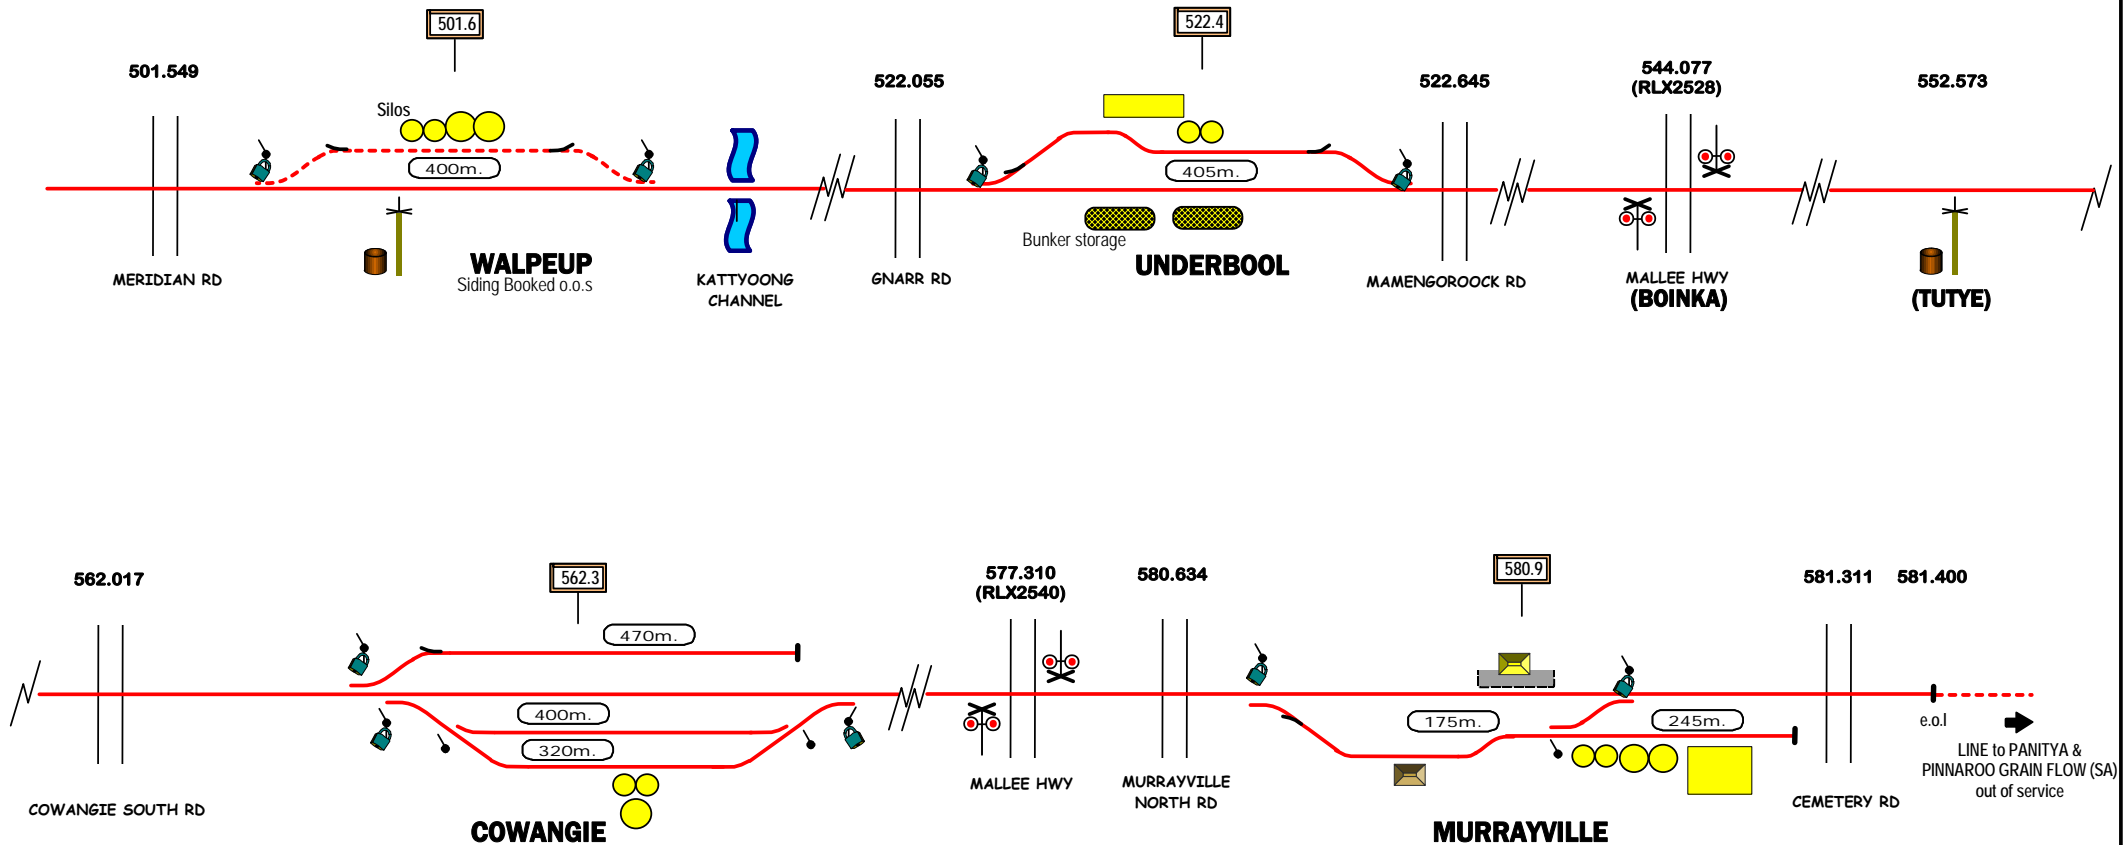 501.6
522.4
501.549
522.055
522.645
544.077
(RLX2528)
552.573
Silos
400m.
405m.
Bunker storage
MERIDIAN RD
WALPEUP
Siding Booked o.o.s
KATTYOONG
CHANNEL
GNARR RD
UNDERBOOL
MAMENGOROOCK RD
MALLEE HWY
(BOINKA)
(TUTYE)
562.017
562.3
577.310
(RLX2540)
580.634
580.9
581.311
581.400
470m.
400m.
320m.
175m.
245m.
e.o.l
LINE to PANITYA &
PINNAROO GRAIN FLOW (SA)
out of service
COWANGIE SOUTH RD
COWANGIE
MALLEE HWY
MURRAYVILLE
NORTH RD
MURRAYVILLE
CEMETERY RD